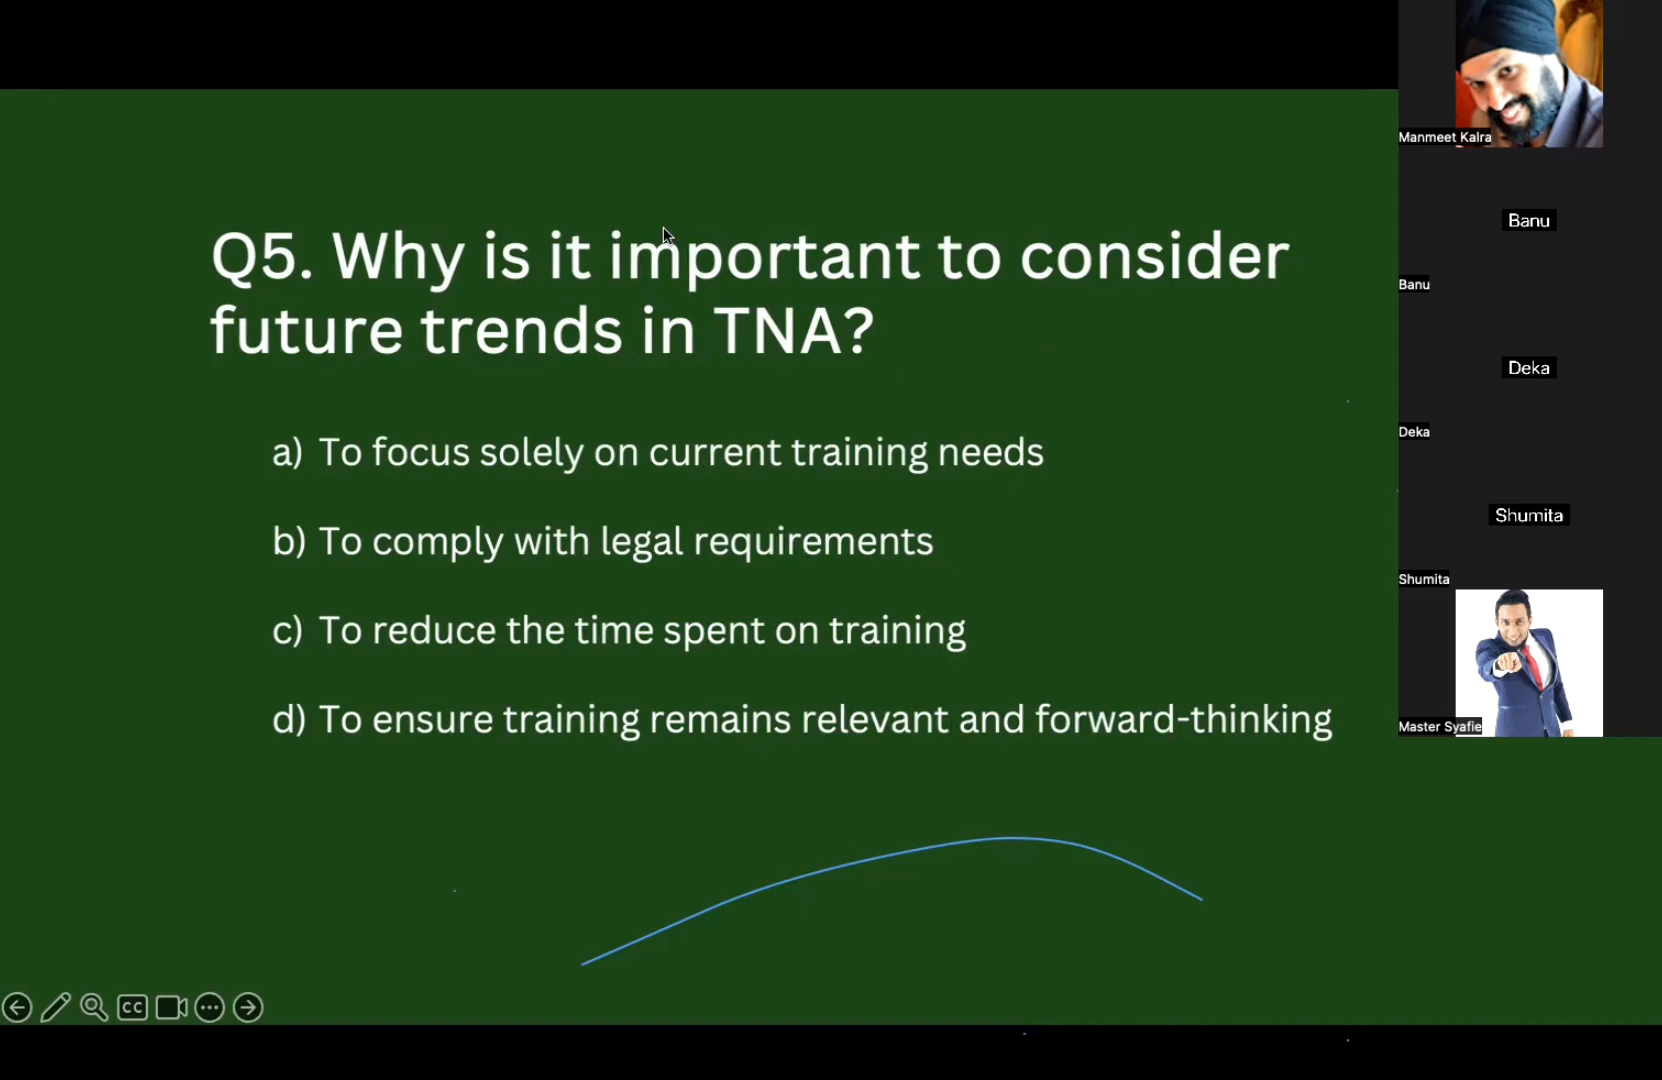 Q5. Why is it important to consider
future trends in TNA?
a) To focus solely on current training needs
b) To comply with legal requirements
c) To reduce the time spent on training
d) To ensure training remains relevant and forward-thinking
CC
Manmeet Kalra
Banu
Banu
Deka
Deka
Shumita
Shumita
Master Syafie